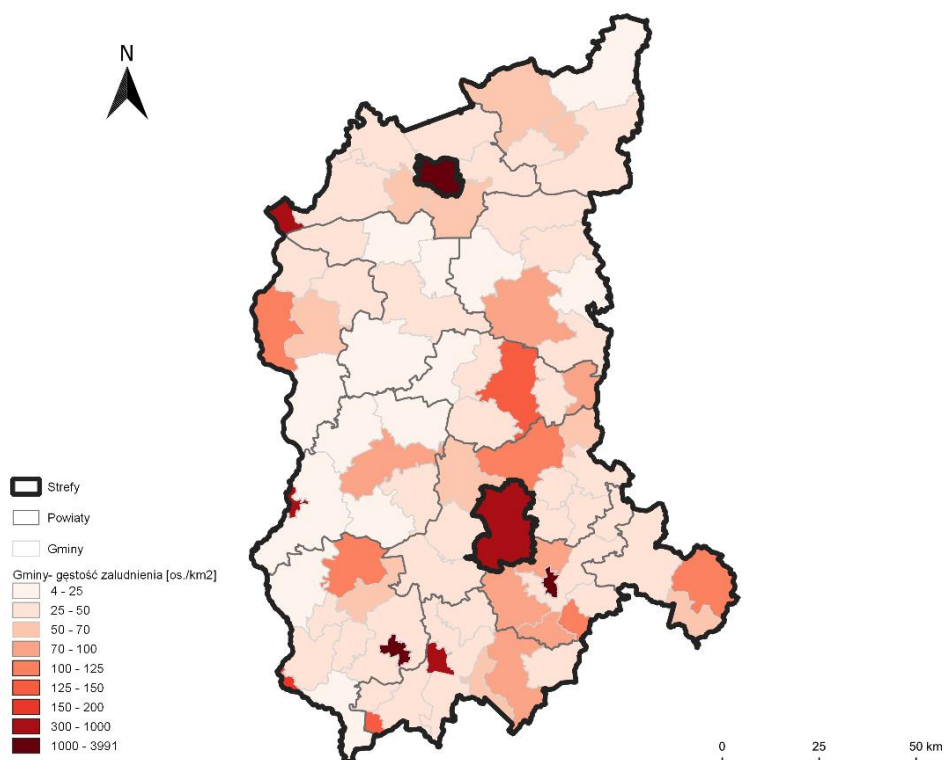 N
Strefy
Powiaty
Gminy
Gminy- gęstość zaludnienia [os./km2]
4 - 25
25 - 50
50 - 70
70 - 100
100 - 125
125 - 150
150 - 200
300 - 1000
1000 - 3991
0 25 50 km